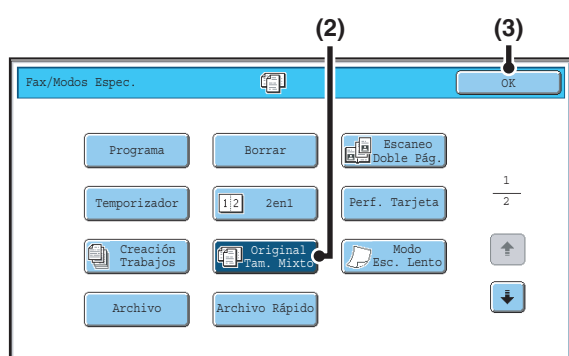 (2) (3)
Fax/Modos Espec. OK
Programa Borrar Escaneo
Doble Pág.
Temporizador 1 2 2en1 Perf. Tarjeta
1
2
Creación
Trabajos
Original
Tam. Mixto
Modo
Esc. Lento
Archivo Archivo Rápido